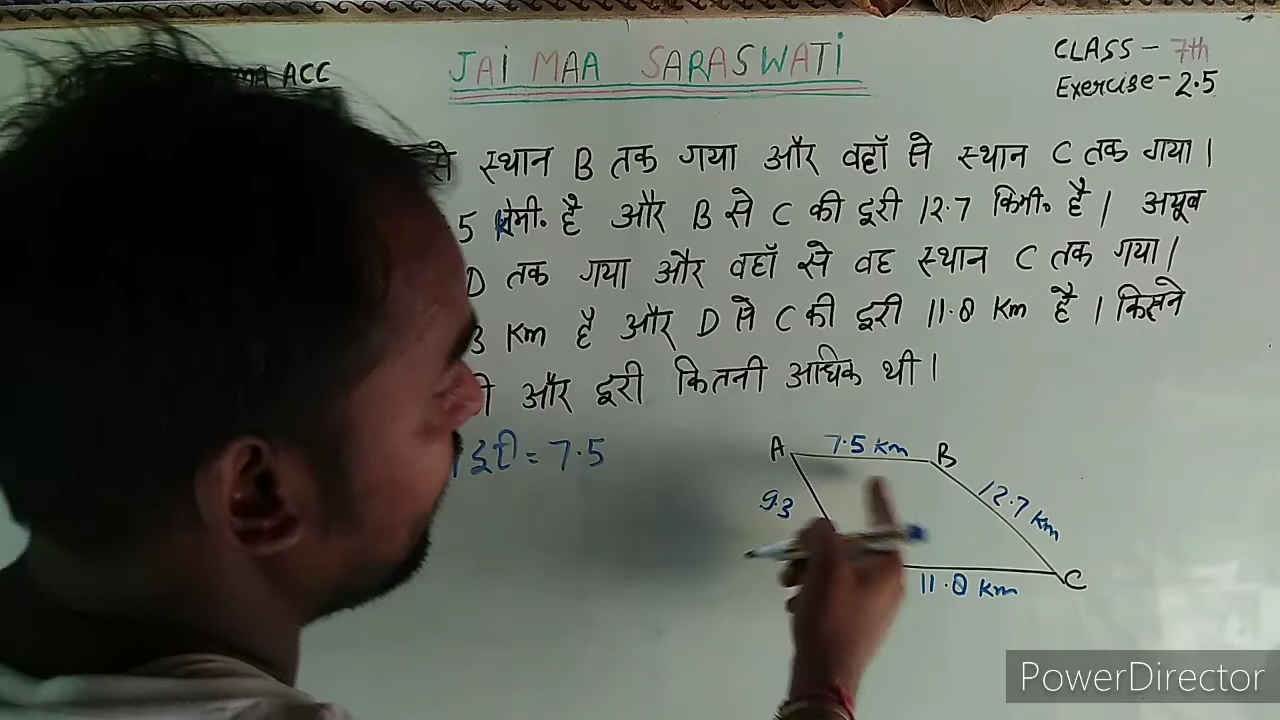 MA ACC
JAI MAA SARASWATI
CLASS - 7th
Exercise - 2.5
से स्थान B तक गया और वहाँ से स्थान C तक गया।
5 किमी॰ है और B से C की दूरी 12.7 किमी॰ है। अयूब
D तक गया और वहाँ से वह स्थान C तक गया।
3 Km है और D से C की दूरी 11.8 Km है। किसने
और दूरी कितनी अधिक थी।
दूरी = 7.5
A 7.5 Km B
9.3
12.7 Km
11.8 Km
C
PowerDirector